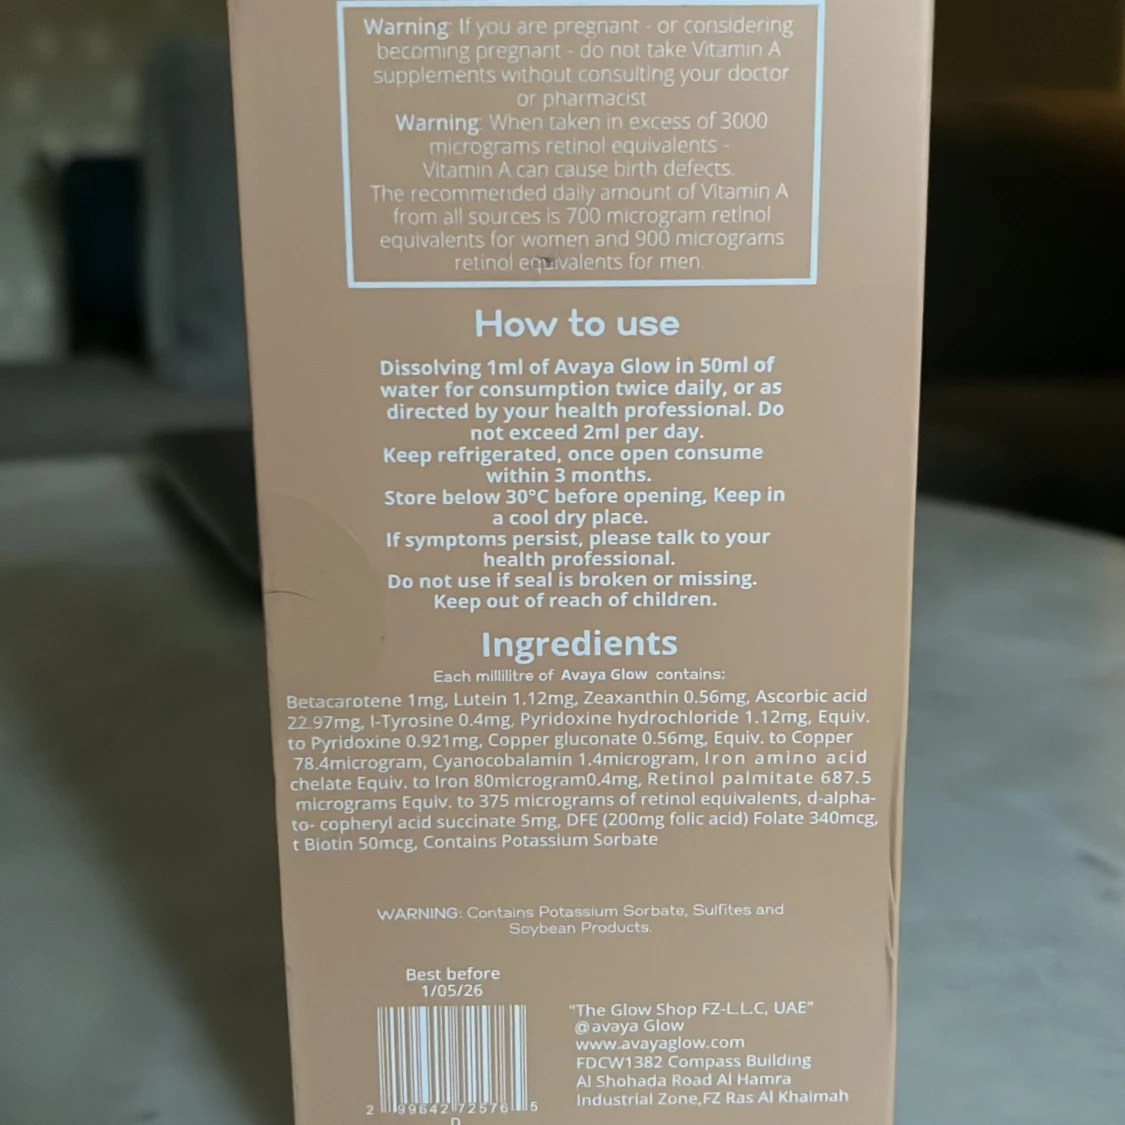 Warning: If you are pregnant - or considering
becoming pregnant - do not take Vitamin A
supplements without consulting your doctor
or pharmacist
Warning: When taken in excess of 3000
micrograms retinol equivalents -
Vitamin A can cause birth defects.
The recommended daily amount of Vitamin A
from all sources is 700 microgram retinol
equivalents for women and 900 micrograms
retinol equivalents for men.
How to use
Dissolving 1ml of Avaya Glow in 50ml of
water for consumption twice daily, or as
directed by your health professional. Do
not exceed 2ml per day.
Keep refrigerated, once open consume
within 3 months.
Store below 30°C before opening, Keep in
a cool dry place.
If symptoms persist, please talk to your
health professional.
Do not use if seal is broken or missing.
Keep out of reach of children.
Ingredients
Each millilitre of Avaya Glow contains:
Betacarotene 1mg, Lutein 1.12mg, Zeaxanthin 0.56mg, Ascorbic acid
22.97mg, l-Tyrosine 0.4mg, Pyridoxine hydrochloride 1.12mg, Equiv.
to Pyridoxine 0.921mg, Copper gluconate 0.56mg, Equiv. to Copper
78.4microgram, Cyanocobalamin 1.4microgram, Iron amino acid
chelate Equiv. to Iron 80microgram0.4mg, Retinol palmitate 687.5
micrograms Equiv. to 375 micrograms of retinol equivalents, d-alpha-
to- copheryl acid succinate 5mg, DFE (200mg folic acid) Folate 340mcg,
t Biotin 50mcg, Contains Potassium Sorbate
WARNING: Contains Potassium Sorbate, Sulfites and
Soybean Products.
Best before
1/05/26
"The Glow Shop FZ-L.L.C, UAE"
@avaya Glow
www.avayaglow.com
FDCW1382 Compass Building
Al Shohada Road Al Hamra
Industrial Zone,FZ Ras Al Khaimah
2 99642 72576 5